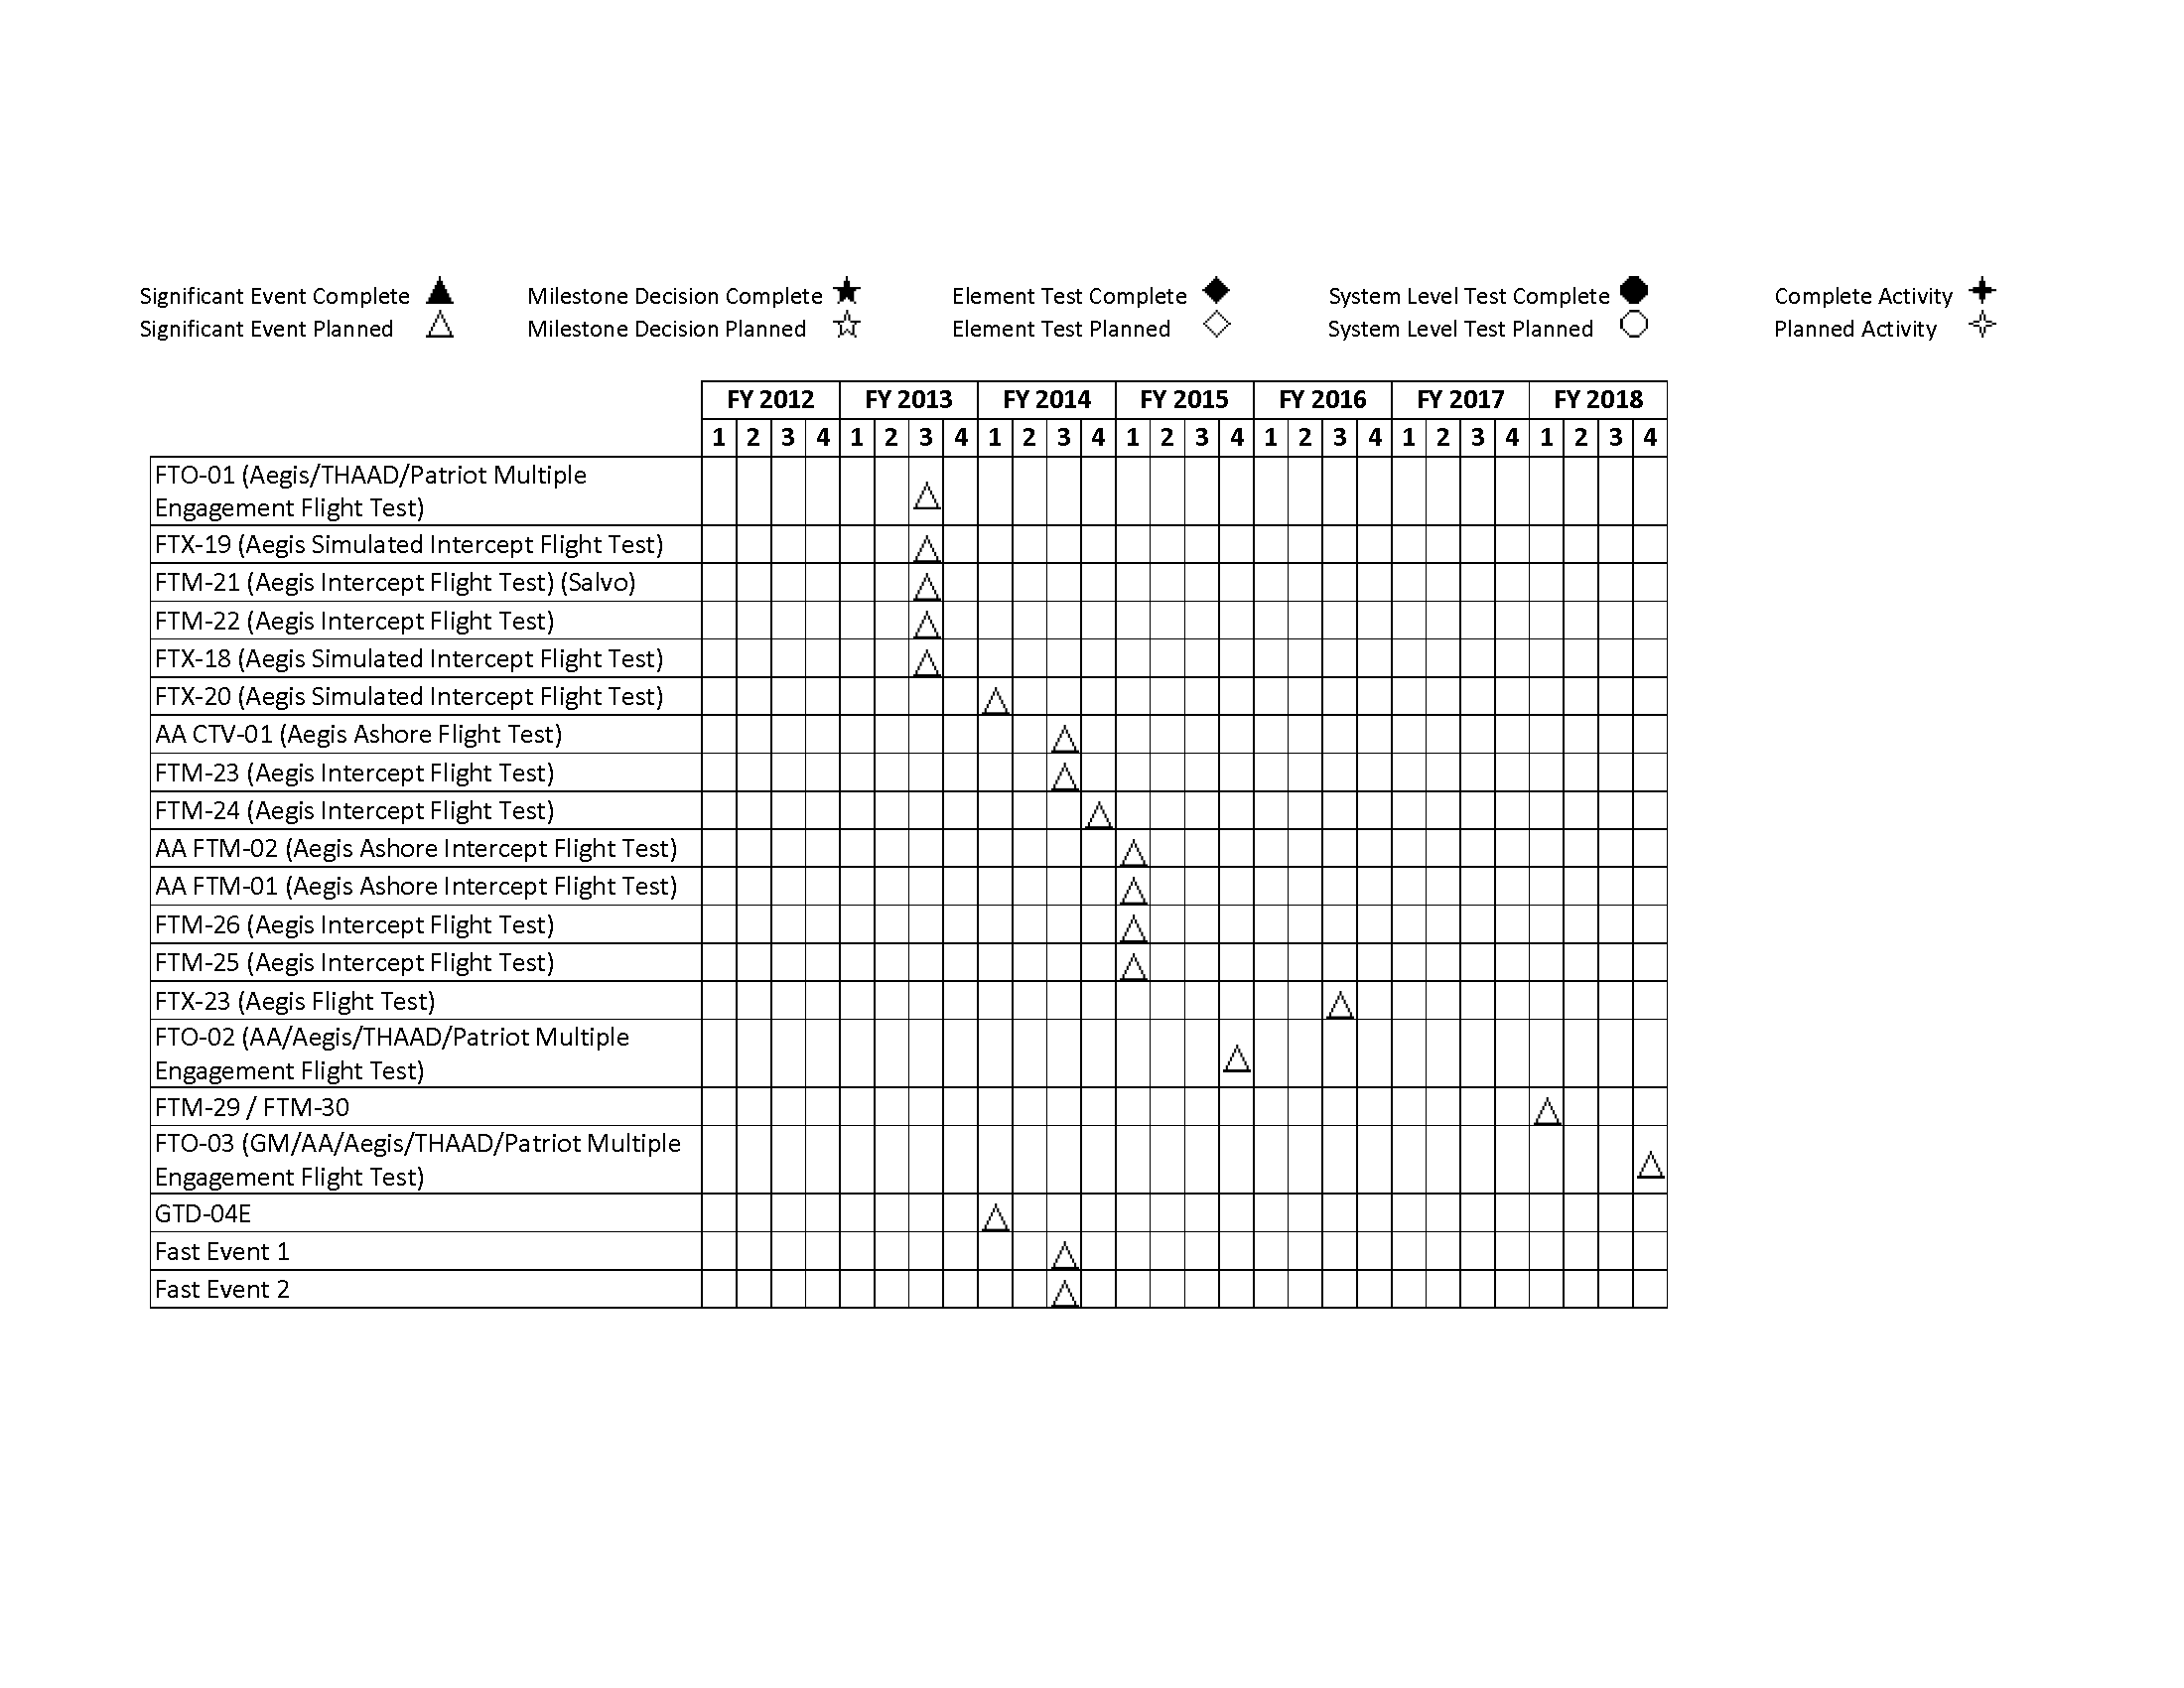 Significant Event Complete Milestone Decision Complete Element Test Complete System Level Test Complete Complete Activity
Significant Event Planned Milestone Decision Planned Element Test Planned System Level Test Planned Planned Activity
FY 2012 FY 2013 FY 2014 FY 2015 FY 2016 FY 2017 FY 2018
1 2 3 4 1 2 3 4 1 2 3 4 1 2 3 4 1 2 3 4 1 2 3 4 1 2 3 4
FTO-01 (Aegis/THAAD/Patriot Multiple
Engagement Flight Test)
FTX-19 (Aegis Simulated Intercept Flight Test)
FTM-21 (Aegis Intercept Flight Test) (Salvo)
FTM-22 (Aegis Intercept Flight Test)
FTX-18 (Aegis Simulated Intercept Flight Test)
FTX-20 (Aegis Simulated Intercept Flight Test)
AA CTV-01 (Aegis Ashore Flight Test)
FTM-23 (Aegis Intercept Flight Test)
FTM-24 (Aegis Intercept Flight Test)
AA FTM-02 (Aegis Ashore Intercept Flight Test)
AA FTM-01 (Aegis Ashore Intercept Flight Test)
FTM-26 (Aegis Intercept Flight Test)
FTM-25 (Aegis Intercept Flight Test)
FTX-23 (Aegis Flight Test)
FTO-02 (AA/Aegis/THAAD/Patriot Multiple
Engagement Flight Test)
FTM-29 / FTM-30
FTO-03 (GM/AA/Aegis/THAAD/Patriot Multiple
Engagement Flight Test)
GTD-04E
Fast Event 1
Fast Event 2